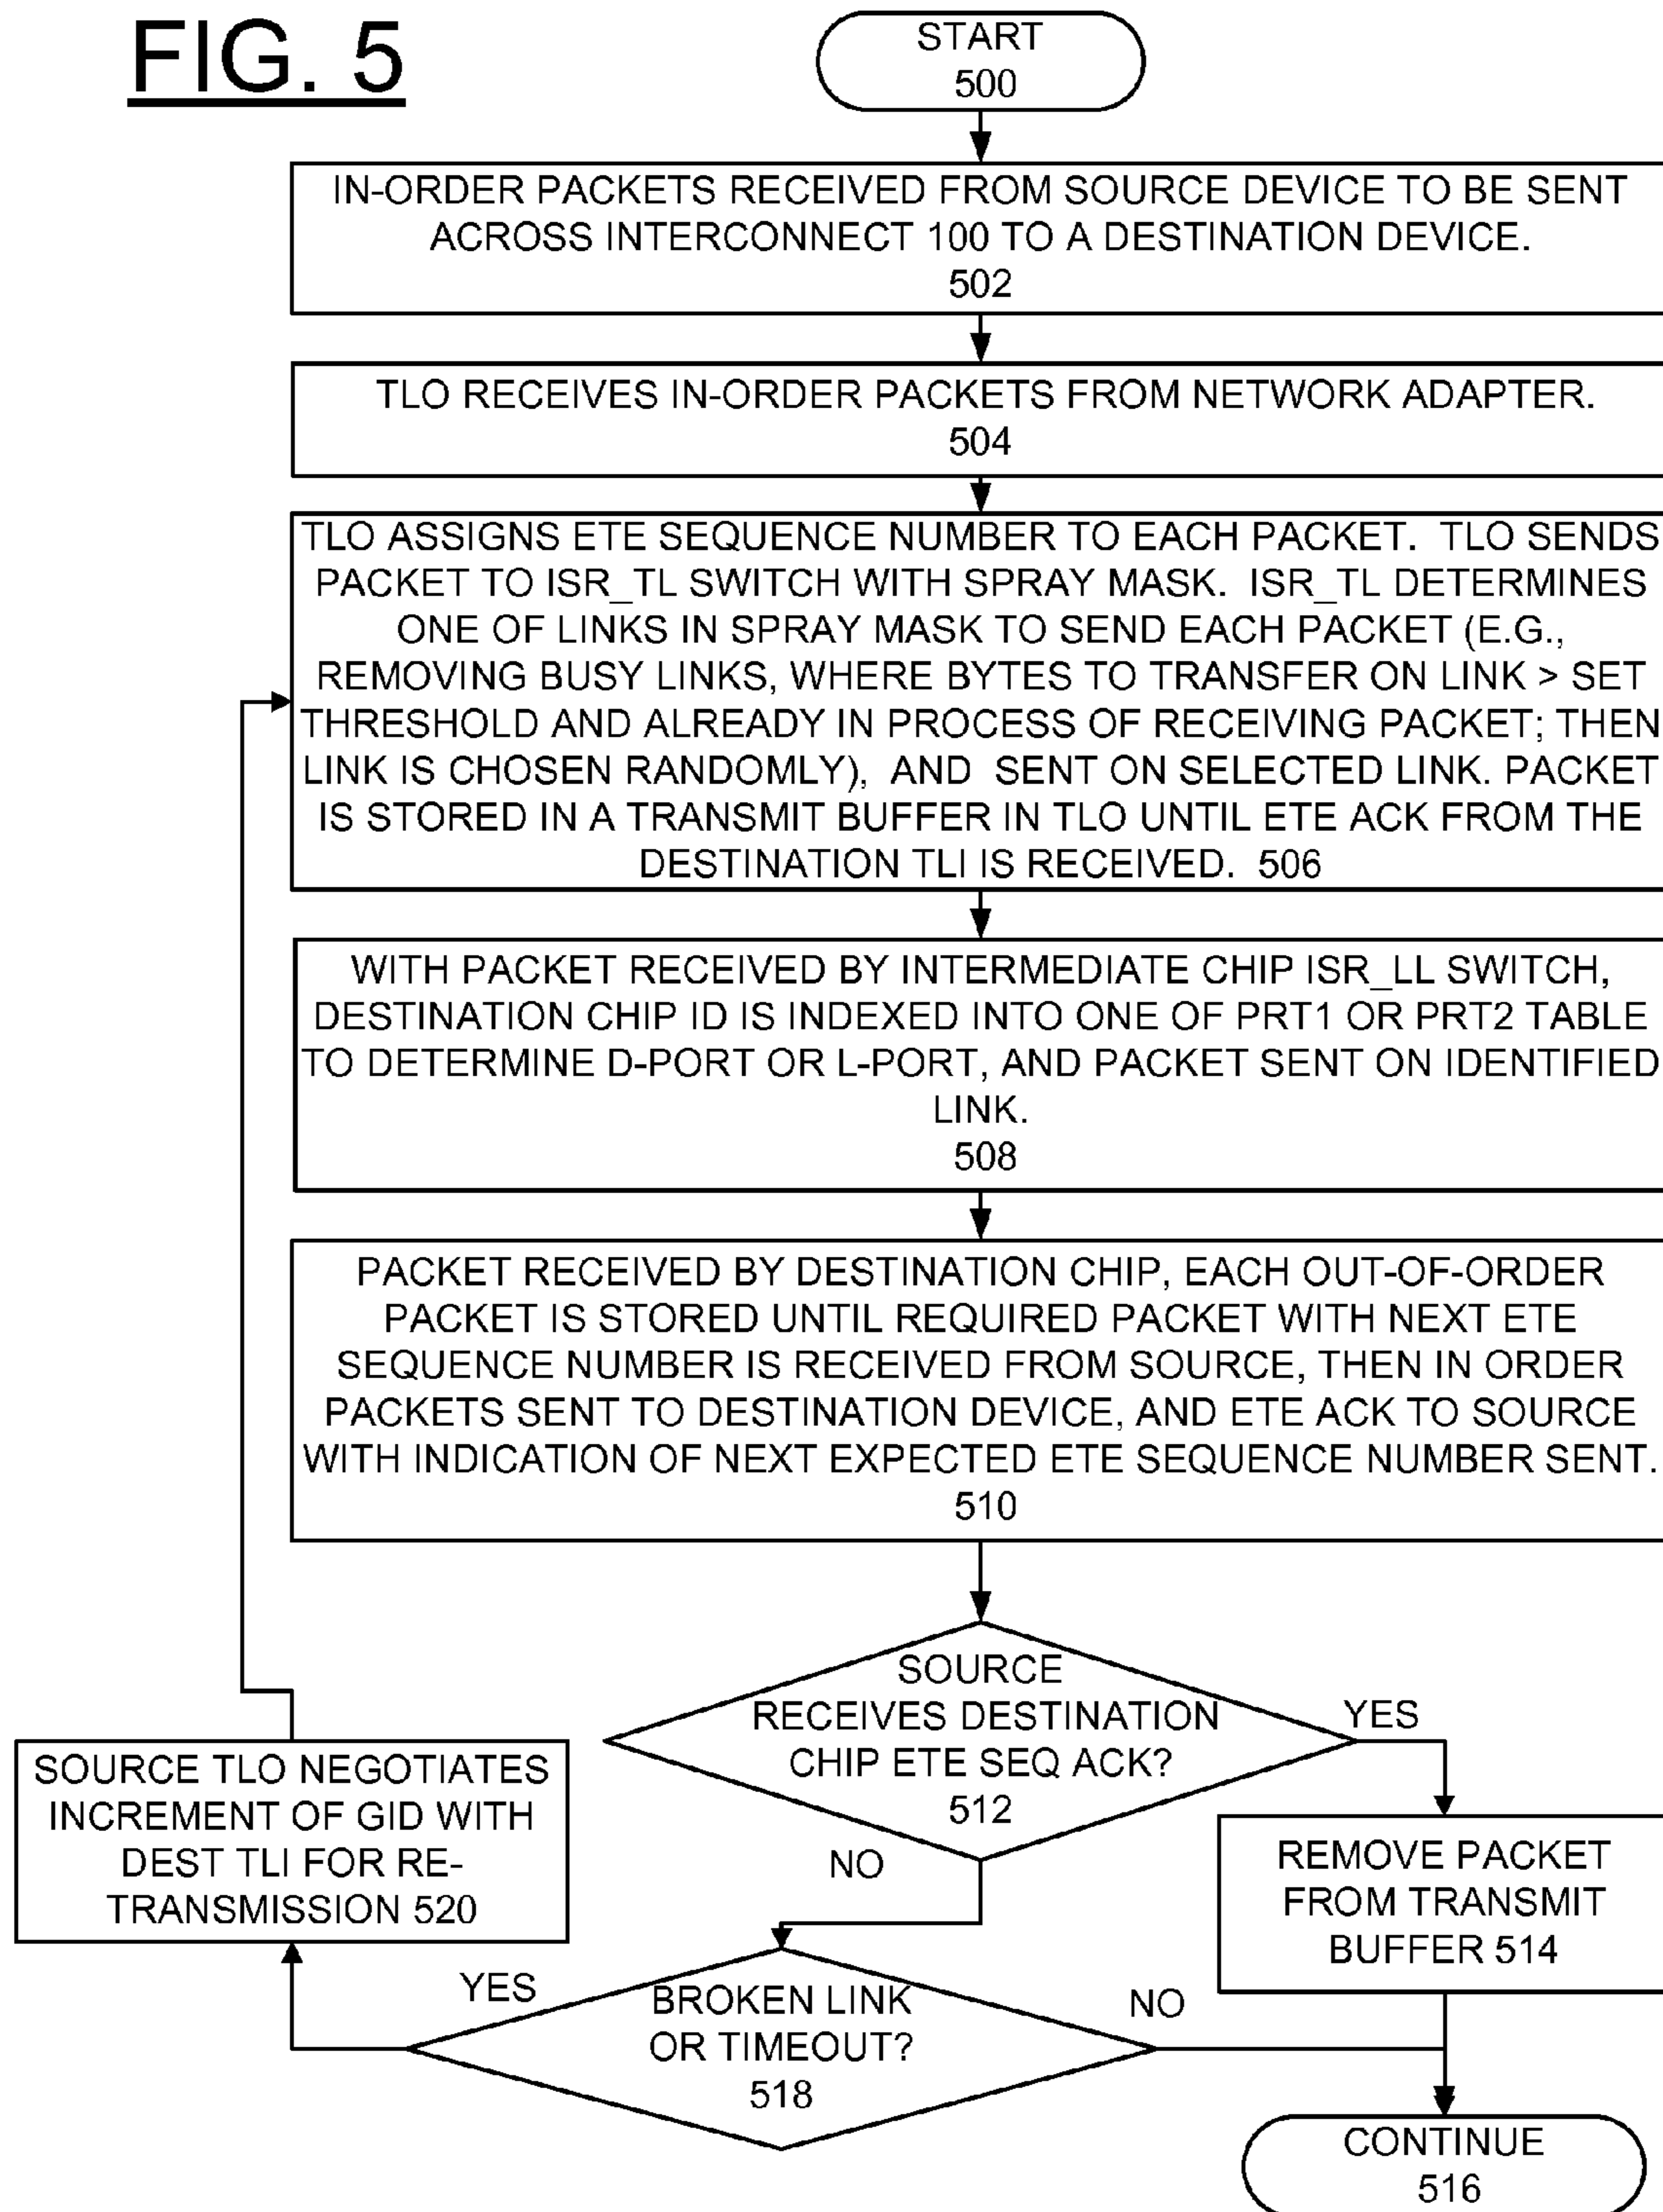 FIG. 5
START
500
IN-ORDER PACKETS RECEIVED FROM SOURCE DEVICE TO BE SENT
ACROSS INTERCONNECT 100 TO A DESTINATION DEVICE.
502
TLO RECEIVES IN-ORDER PACKETS FROM NETWORK ADAPTER.
504
TLO ASSIGNS ETE SEQUENCE NUMBER TO EACH PACKET. TLO SENDS
PACKET TO ISR_TL SWITCH WITH SPRAY MASK. ISR_TL DETERMINES
ONE OF LINKS IN SPRAY MASK TO SEND EACH PACKET (E.G.,
REMOVING BUSY LINKS, WHERE BYTES TO TRANSFER ON LINK > SET
THRESHOLD AND ALREADY IN PROCESS OF RECEIVING PACKET; THEN
LINK IS CHOSEN RANDOMLY), AND SENT ON SELECTED LINK. PACKET
IS STORED IN A TRANSMIT BUFFER IN TLO UNTIL ETE ACK FROM THE
DESTINATION TLI IS RECEIVED. 506
WITH PACKET RECEIVED BY INTERMEDIATE CHIP ISR_LL SWITCH,
DESTINATION CHIP ID IS INDEXED INTO ONE OF PRT1 OR PRT2 TABLE
TO DETERMINE D-PORT OR L-PORT, AND PACKET SENT ON IDENTIFIED
LINK.
508
PACKET RECEIVED BY DESTINATION CHIP, EACH OUT-OF-ORDER
PACKET IS STORED UNTIL REQUIRED PACKET WITH NEXT ETE
SEQUENCE NUMBER IS RECEIVED FROM SOURCE, THEN IN ORDER
PACKETS SENT TO DESTINATION DEVICE, AND ETE ACK TO SOURCE
WITH INDICATION OF NEXT EXPECTED ETE SEQUENCE NUMBER SENT.
510
SOURCE
RECEIVES DESTINATION
CHIP ETE SEQ ACK?
512
YES
NO
REMOVE PACKET
FROM TRANSMIT
BUFFER 514
SOURCE TLO NEGOTIATES
INCREMENT OF GID WITH
DEST TLI FOR RE-
TRANSMISSION 520
YES
BROKEN LINK
OR TIMEOUT?
518
NO
CONTINUE
516